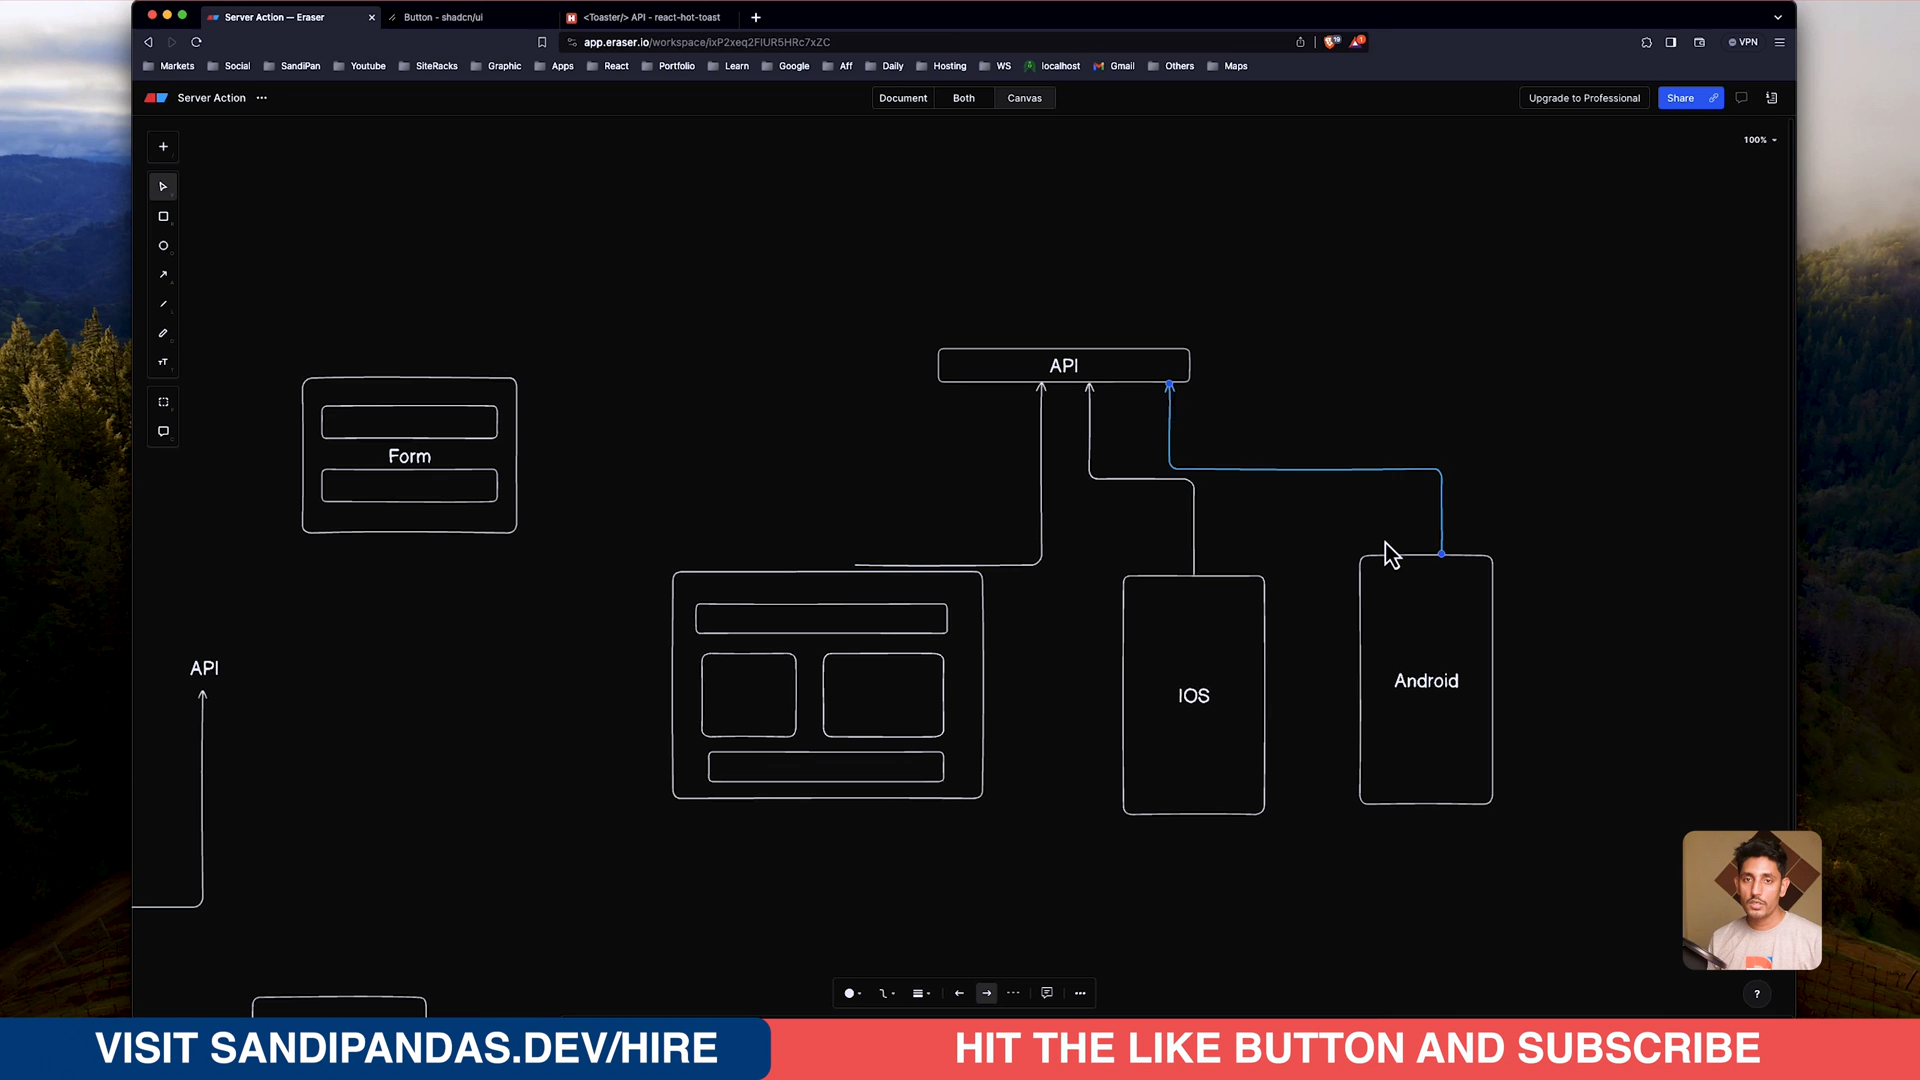 Server Action — Eraser
Button - shadcn/ui
<Toaster/> API - react-hot-toast
app.eraser.io/workspace/ixP2xeq2FIUR5HRc7xZC
19
1
VPN
Markets
Social
SandiPan
Youtube
SiteRacks
Graphic
Apps
React
Portfolio
Learn
Google
Aff
Daily
Hosting
WS
localhost
Gmail
Others
Maps
Server Action
Document
Both
Canvas
Upgrade to Professional
Share
100%
API
Form
API
IOS
Android
VISIT SANDIPANDAS.DEV/HIRE
HIT THE LIKE BUTTON AND SUBSCRIBE